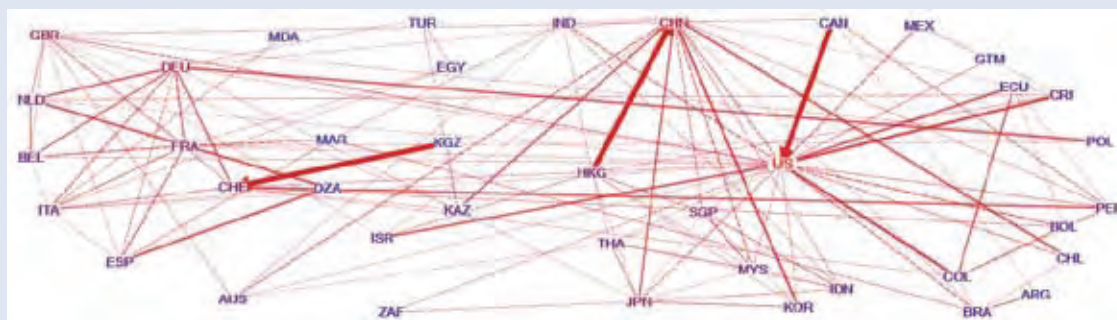 GBR
TUR
IND
CHN
CAN
MEX
MDA
GTM
DEU
EGY
ECU
CRI
NLD
POL
BEL
FRA
MAR
KGZ
HKG
US
CHE
DZA
ITA
KAZ
SGP
PER
BOL
ISR
THA
CHL
ESP
MYS
COL
IDN
AUS
JPN
KOR
ARG
ZAF
BRA